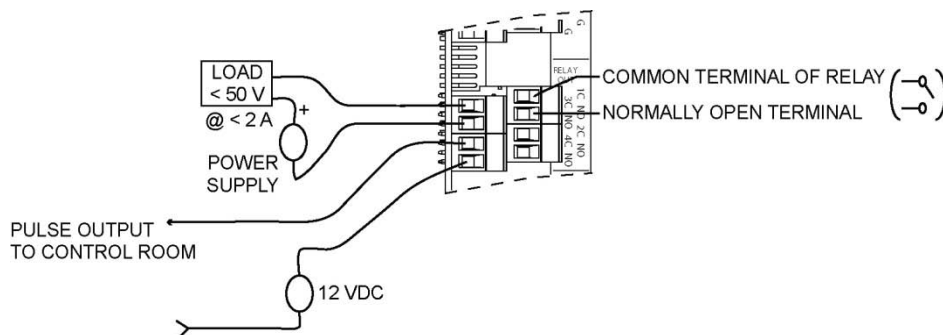 G
G
LOAD
< 50 V
@ < 2 A
+
POWER
SUPPLY
RELAY
OUT
1C NO 2C NO
3C NO 4C NO
COMMON TERMINAL OF RELAY
NORMALLY OPEN TERMINAL
PULSE OUTPUT
TO CONTROL ROOM
12 VDC